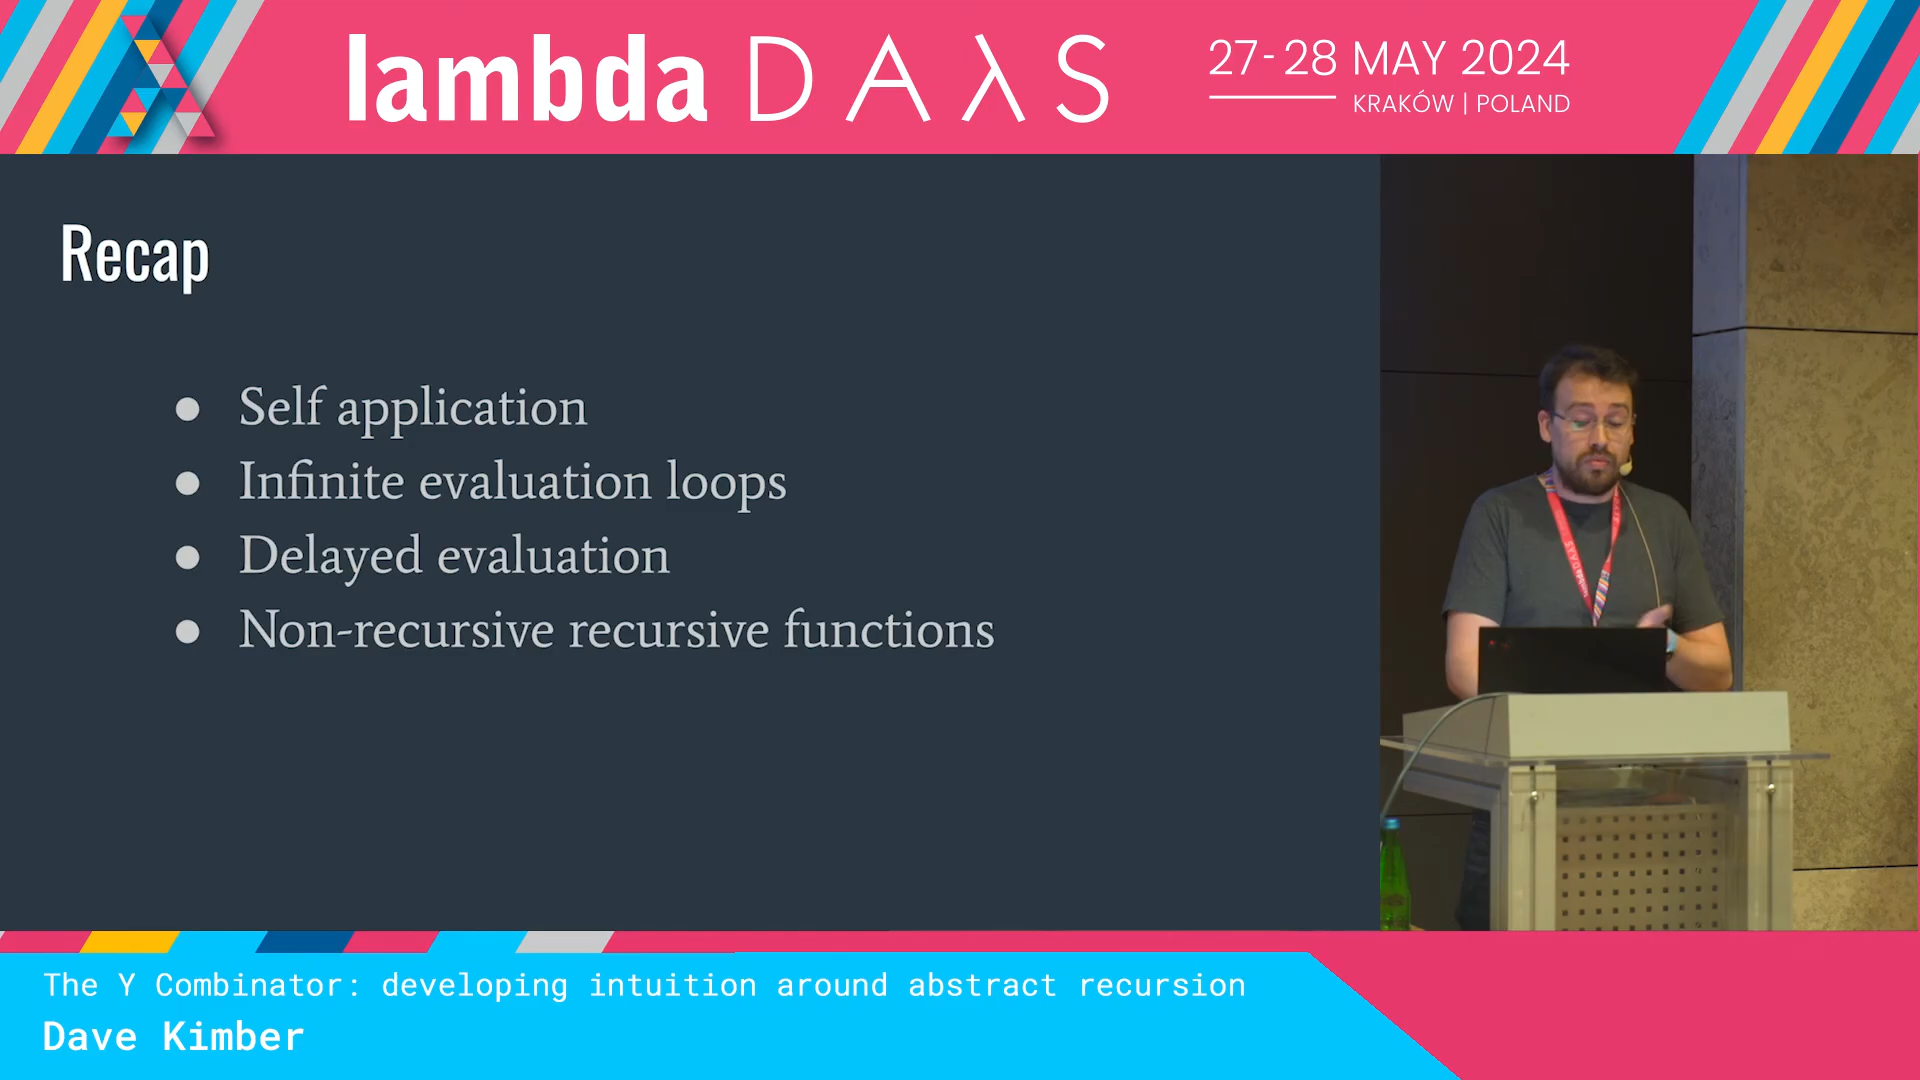 lambda DAλS
27-28 MAY 2024
KRAKÓW | POLAND
Recap
● Self application
● Infinite evaluation loops
● Delayed evaluation
● Non-recursive recursive functions
The Y Combinator: developing intuition around abstract recursion
Dave Kimber